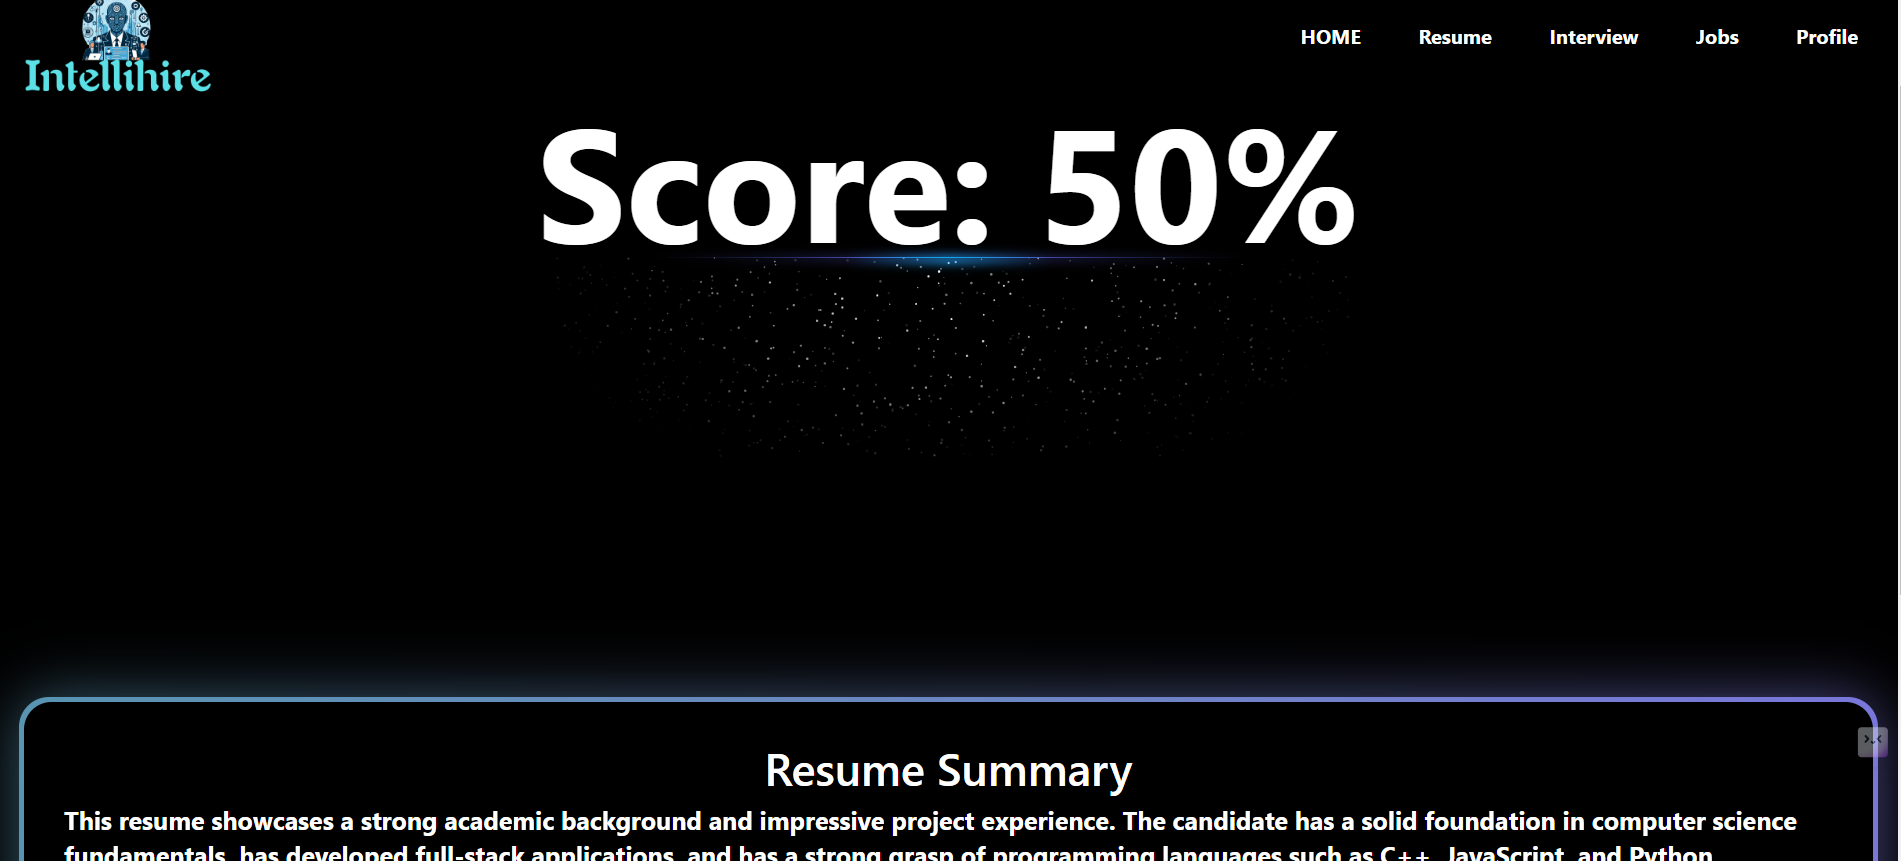 Intellihire
HOME Resume Interview Jobs Profile
Score: 50%
Resume Summary
This resume showcases a strong academic background and impressive project experience. The candidate has a solid foundation in computer science
fundamentals, has developed full-stack applications, and has a strong grasp of programming languages such as C++, JavaScript, and Python.